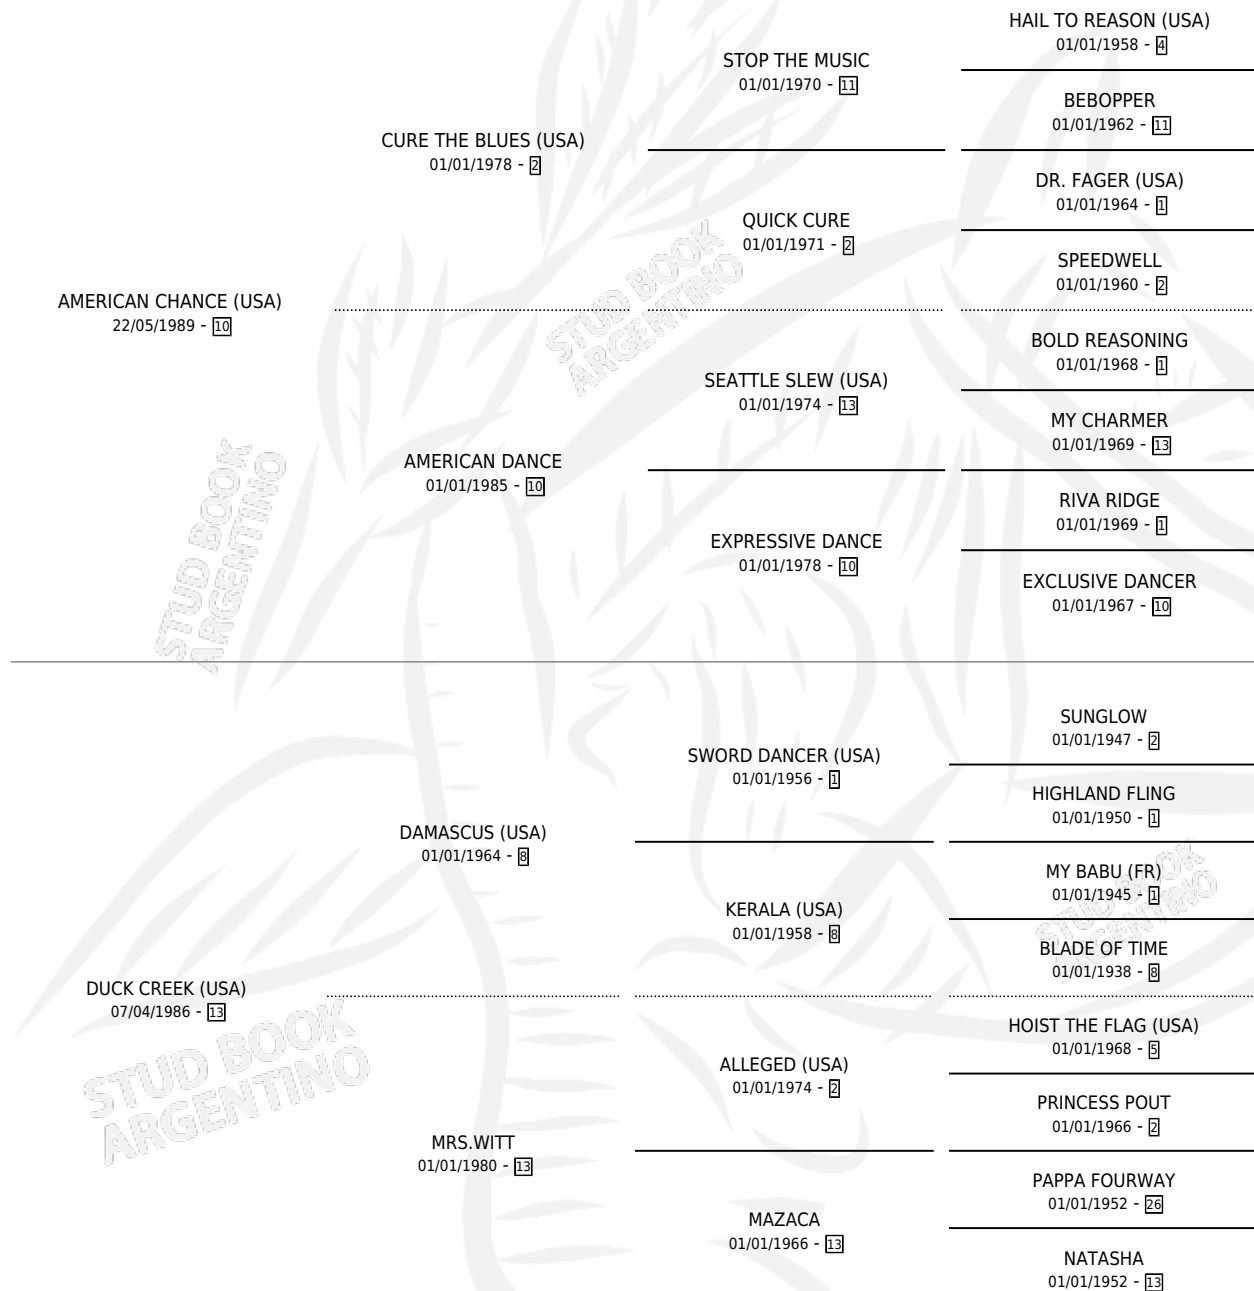 HAIL TO REASON (USA)
01/01/1958 - 4
STOP THE MUSIC
01/01/1970 - 11
BEBOPPER
01/01/1962 - 11
CURE THE BLUES (USA)
01/01/1978 - 2
DR. FAGER (USA)
01/01/1964 - 1
QUICK CURE
01/01/1971 - 2
SPEEDWELL
01/01/1960 - 2
AMERICAN CHANCE (USA)
22/05/1989 - 10
BOLD REASONING
01/01/1968 - 1
SEATTLE SLEW (USA)
01/01/1974 - 13
MY CHARMER
01/01/1969 - 13
AMERICAN DANCE
01/01/1985 - 10
RIVA RIDGE
01/01/1969 - 1
EXPRESSIVE DANCE
01/01/1978 - 10
EXCLUSIVE DANCER
01/01/1967 - 10
SUNGLOW
01/01/1947 - 2
SWORD DANCER (USA)
01/01/1956 - 1
HIGHLAND FLING
01/01/1950 - 1
DAMASCUS (USA)
01/01/1964 - 8
MY BABU (FR)
01/01/1945 - 1
KERALA (USA)
01/01/1958 - 8
BLADE OF TIME
01/01/1938 - 8
DUCK CREEK (USA)
07/04/1986 - 13
HOIST THE FLAG (USA)
01/01/1968 - 5
ALLEGED (USA)
01/01/1974 - 2
PRINCESS POUT
01/01/1966 - 2
MRS.WITT
01/01/1980 - 13
PAPPA FOURWAY
01/01/1952 - 26
MAZACA
01/01/1966 - 13
NATASHA
01/01/1952 - 13
STUD BOOK
ARGENTINO
STUD BOOK
ARGENTINO
STUD BOOK
ARGENTINO
STUD BOOK
ARGENTINO